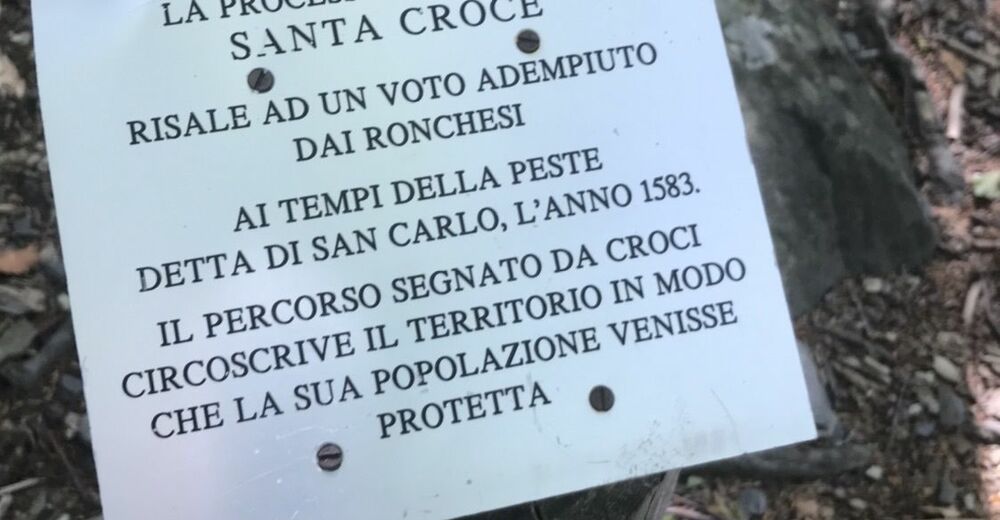 LA
SANTA CROCE
RISALE AD UN VOTO ADEMPIUTO
DAI RONCHESI
AI TEMPI DELLA PESTE
DETTA DI SAN CARLO, L'ANNO 1583.
IL PERCORSO SEGNATO DA CROCI
CIRCOSCRIVE IL TERRITORIO IN MODO
CHE LA SUA POPOLAZIONE VENISSE
PROTETTA